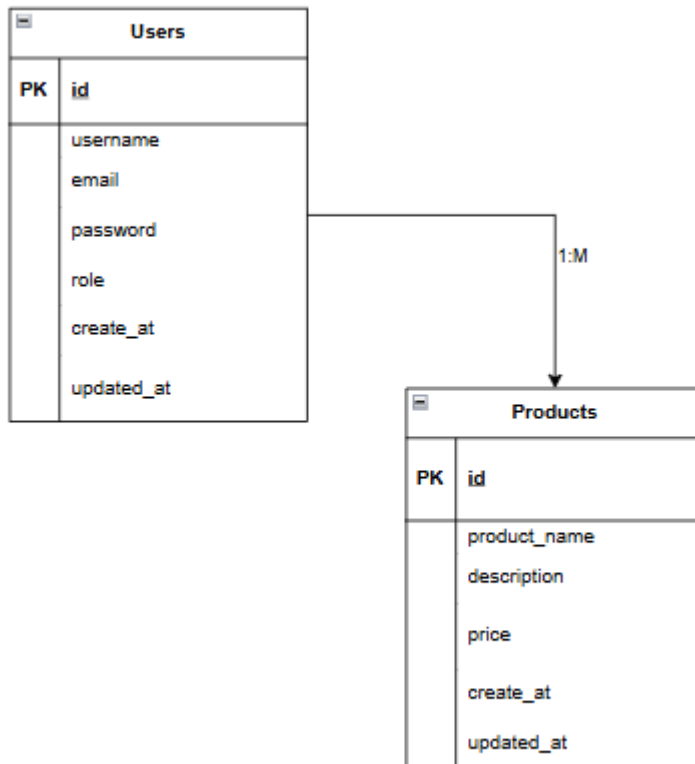 Users
PK id
username
email
password
role
create_at
updated_at
1:M
Products
PK id
product_name
description
price
create_at
updated_at